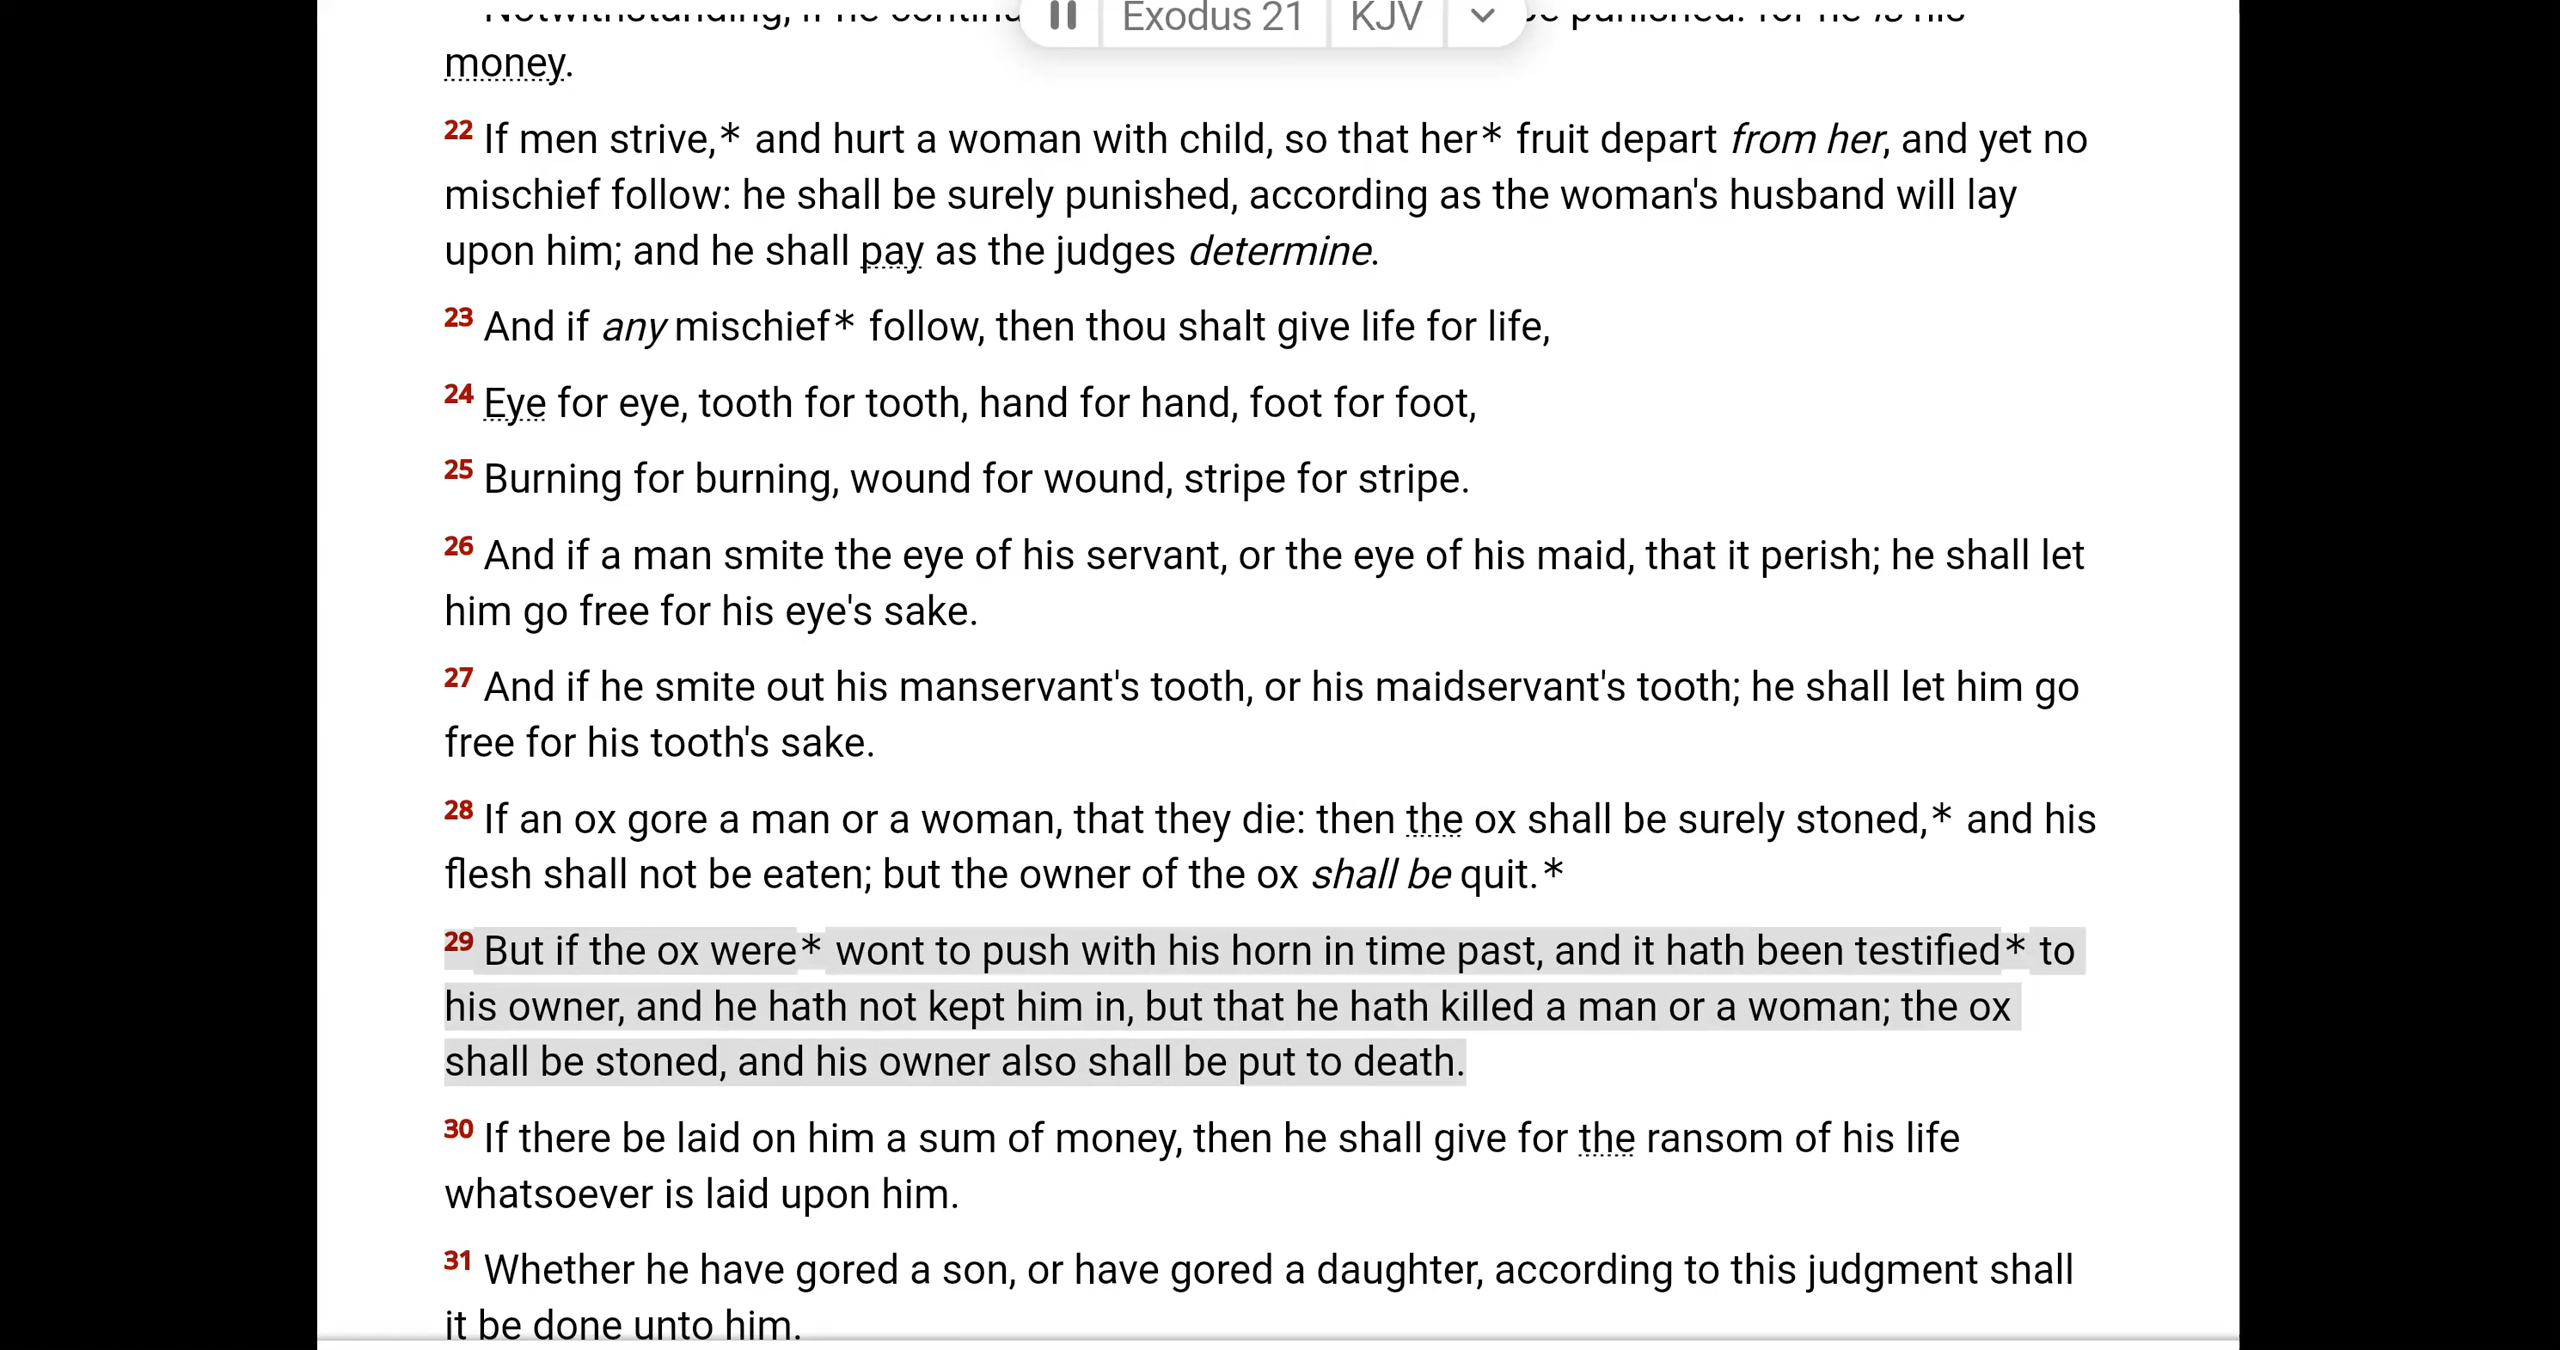 Exodus 21 KJV
Notwithstanding, if he be punished: for he is his
money.
22 If men strive,* and hurt a woman with child, so that her* fruit depart from her, and yet no
mischief follow: he shall be surely punished, according as the woman's husband will lay
upon him; and he shall pay as the judges determine.
23 And if any mischief* follow, then thou shalt give life for life,
24 Eye for eye, tooth for tooth, hand for hand, foot for foot,
25 Burning for burning, wound for wound, stripe for stripe.
26 And if a man smite the eye of his servant, or the eye of his maid, that it perish; he shall let
him go free for his eye's sake.
27 And if he smite out his manservant's tooth, or his maidservant's tooth; he shall let him go
free for his tooth's sake.
28 If an ox gore a man or a woman, that they die: then the ox shall be surely stoned,* and his
flesh shall not be eaten; but the owner of the ox shall be quit.*
29 But if the ox were* wont to push with his horn in time past, and it hath been testified* to
his owner, and he hath not kept him in, but that he hath killed a man or a woman; the ox
shall be stoned, and his owner also shall be put to death.
30 If there be laid on him a sum of money, then he shall give for the ransom of his life
whatsoever is laid upon him.
31 Whether he have gored a son, or have gored a daughter, according to this judgment shall
it be done unto him.